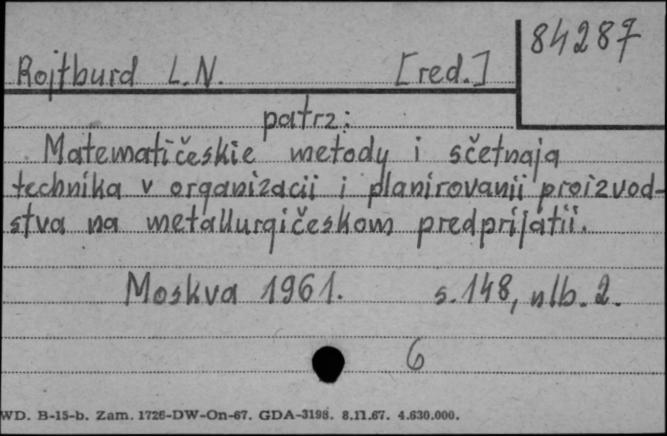 84287
Rojtburd L.N. [red.]
patrz:
Matematičeskie metody i sčetnaja
technika v organizacii i planirovanii proizvod-
stva na metallurgičeskom predprijatii.
Moskva 1961. s. 148, nlb. 2.
6
WD. B-15-b. Zam. 1726-DW-On-67. GDA-3198. 8.11.67. 4.630.000.